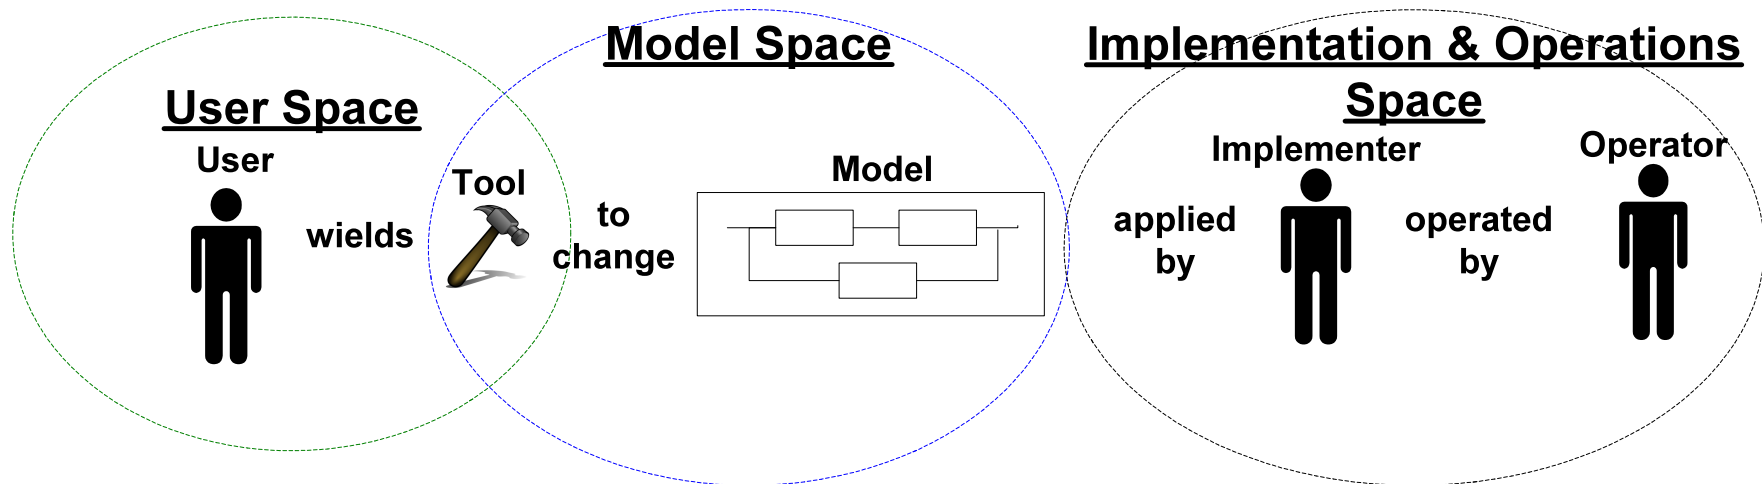 User Space
User
wields
Tool
Model Space
to
change
Model
Implementation & Operations
Space
applied
by
Implementer
operated
by
Operator